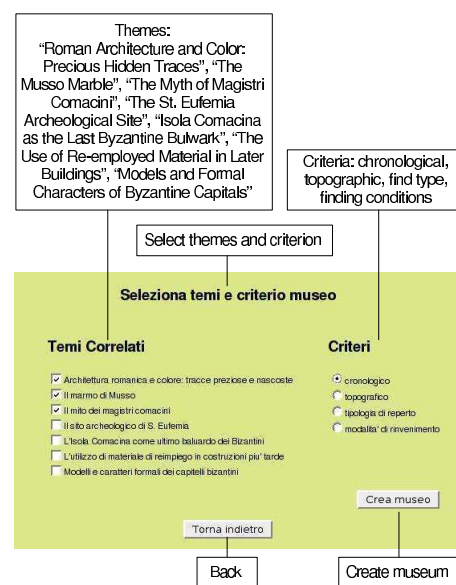 Themes:
“Roman Architecture and Color:
Precious Hidden Traces”, “The
Musso Marble”, “The Myth of Magistri
Comacini”, “The St. Eufemia
Archeological Site”, “Isola Comacina
as the Last Byzantine Bulwark”, “The
Use of Re-employed Material in Later
Buildings”, “Models and Formal
Characters of Byzantine Capitals”
Criteria: chronological,
topographic, find type,
finding conditions
Select themes and criterion
Seleziona temi e criterio museo
Temi Correlati
Architettura romanica e colore: tracce preziose e nascoste
Il marmo di Musso
Il mito dei magistri comacini
Il sito archeologico di S. Eufemia
L'Isola Comacina come ultimo baluardo dei Bizantini
L'utilizzo di materiale di reimpiego in costruzioni piu' tarde
Modelli e caratteri formali dei capitelli bizantini
Criteri
cronologico
topografico
tipologia di reperto
modalita' di rinvenimento
Crea museo
Torna indietro
Back
Create museum